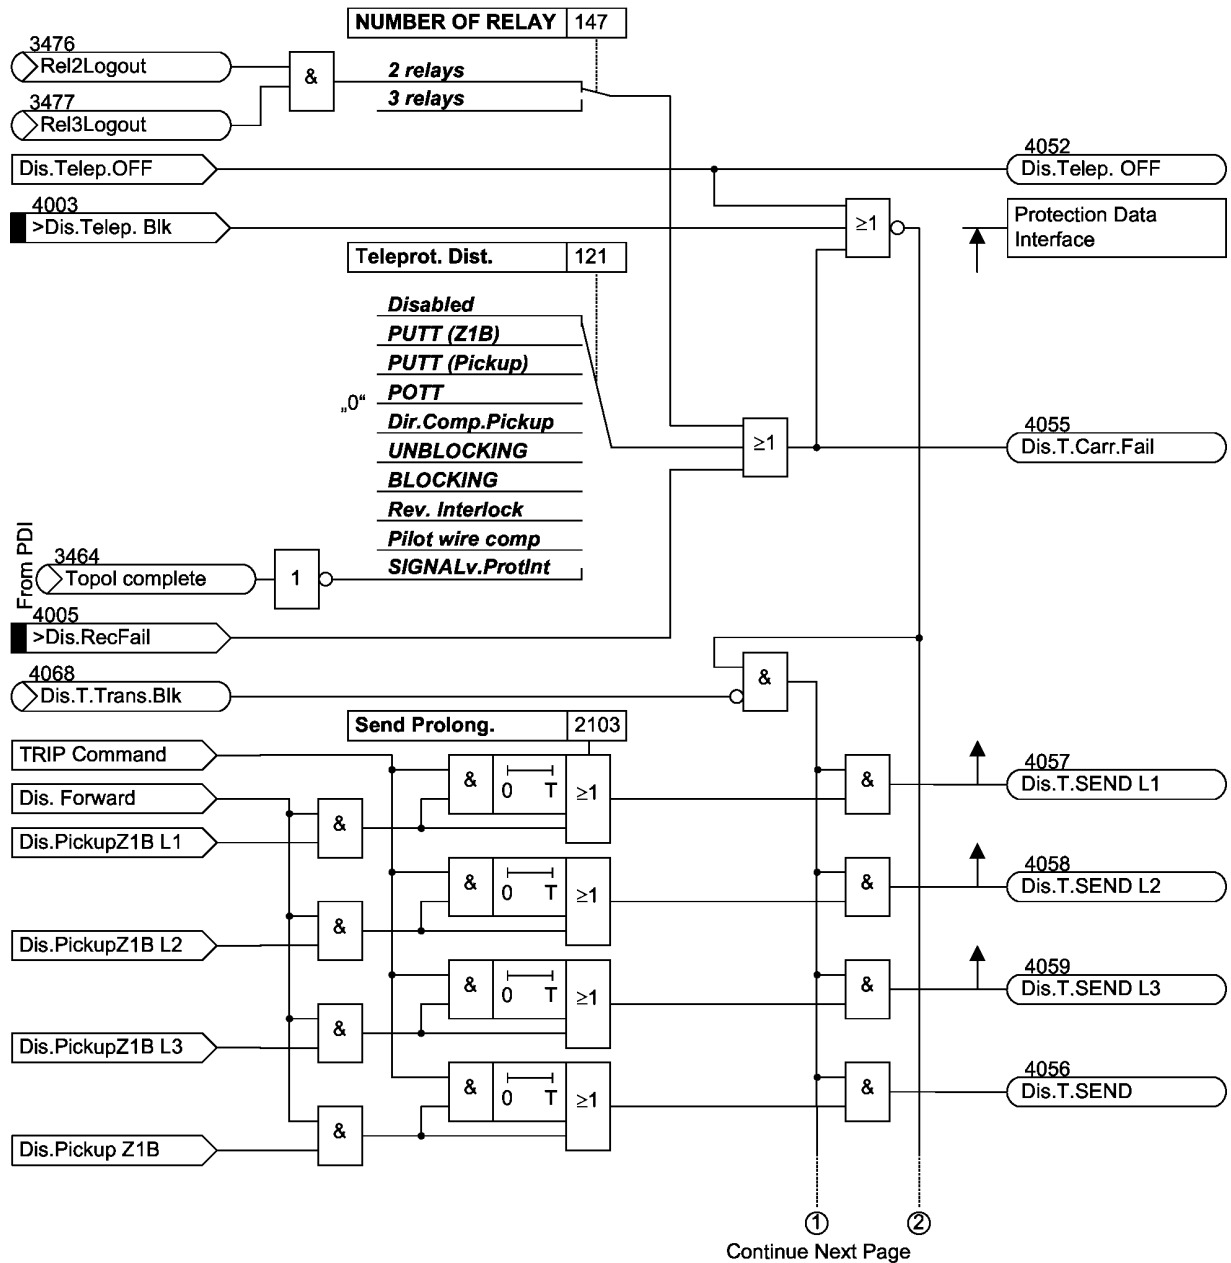 NUMBER OF RELAY 147
3476
Rel2Logout
&
2 relays
3 relays
3477
Rel3Logout
Dis.Telep.OFF
4052
Dis.Telep. OFF
4003
>Dis.Telep. Blk
≥1
Protection Data
Interface
Teleprot. Dist. 121
Disabled
PUTT (Z1B)
PUTT (Pickup)
„0“
POTT
Dir.Comp.Pickup
UNBLOCKING
BLOCKING
Rev. Interlock
Pilot wire comp
SIGNALv.ProtInt
≥1
4055
Dis.T.Carr.Fail
From PDI
3464
Topol complete
1
4005
>Dis.RecFail
4068
Dis.T.Trans.Blk
&
Send Prolong. 2103
TRIP Command
Dis. Forward
Dis.PickupZ1B L1
&
& 0 T ≥1
&
4057
Dis.T.SEND L1
Dis.PickupZ1B L2
&
& 0 T ≥1
&
4058
Dis.T.SEND L2
Dis.PickupZ1B L3
&
& 0 T ≥1
&
4059
Dis.T.SEND L3
Dis.Pickup Z1B
&
& 0 T ≥1
&
4056
Dis.T.SEND
1 2
Continue Next Page